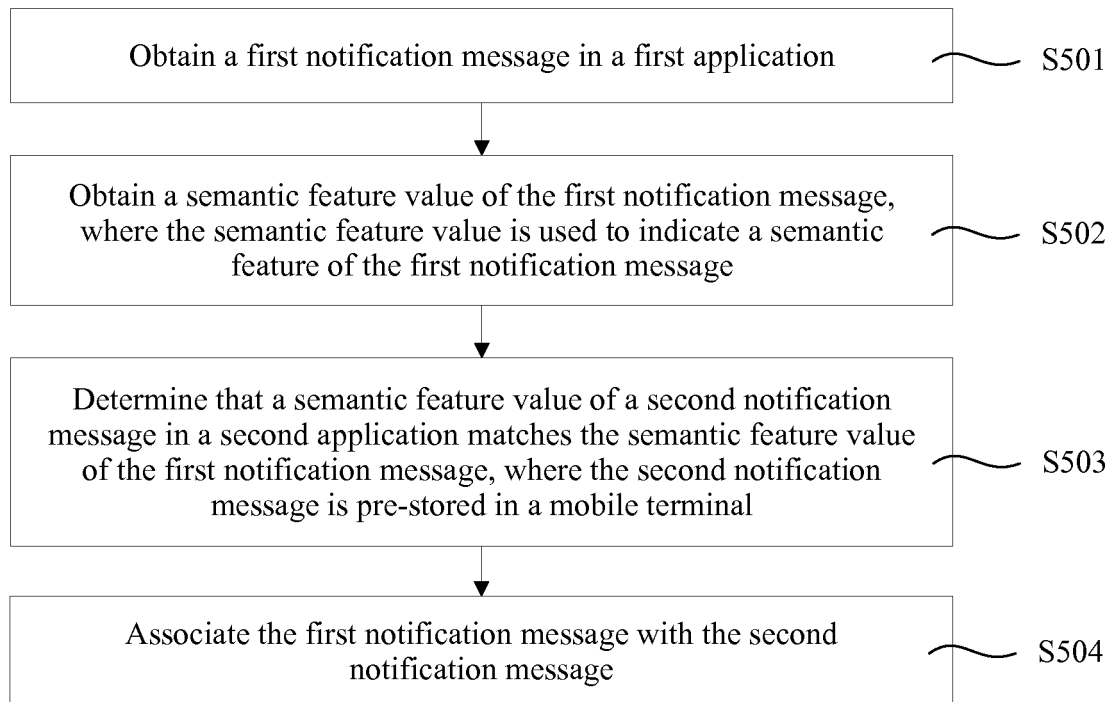 Obtain a first notification message in a first application
S501
Obtain a semantic feature value of the first notification message,
where the semantic feature value is used to indicate a semantic
feature of the first notification message
S502
Determine that a semantic feature value of a second notification
message in a second application matches the semantic feature value
of the first notification message, where the second notification
message is pre-stored in a mobile terminal
S503
Associate the first notification message with the second
notification message
S504